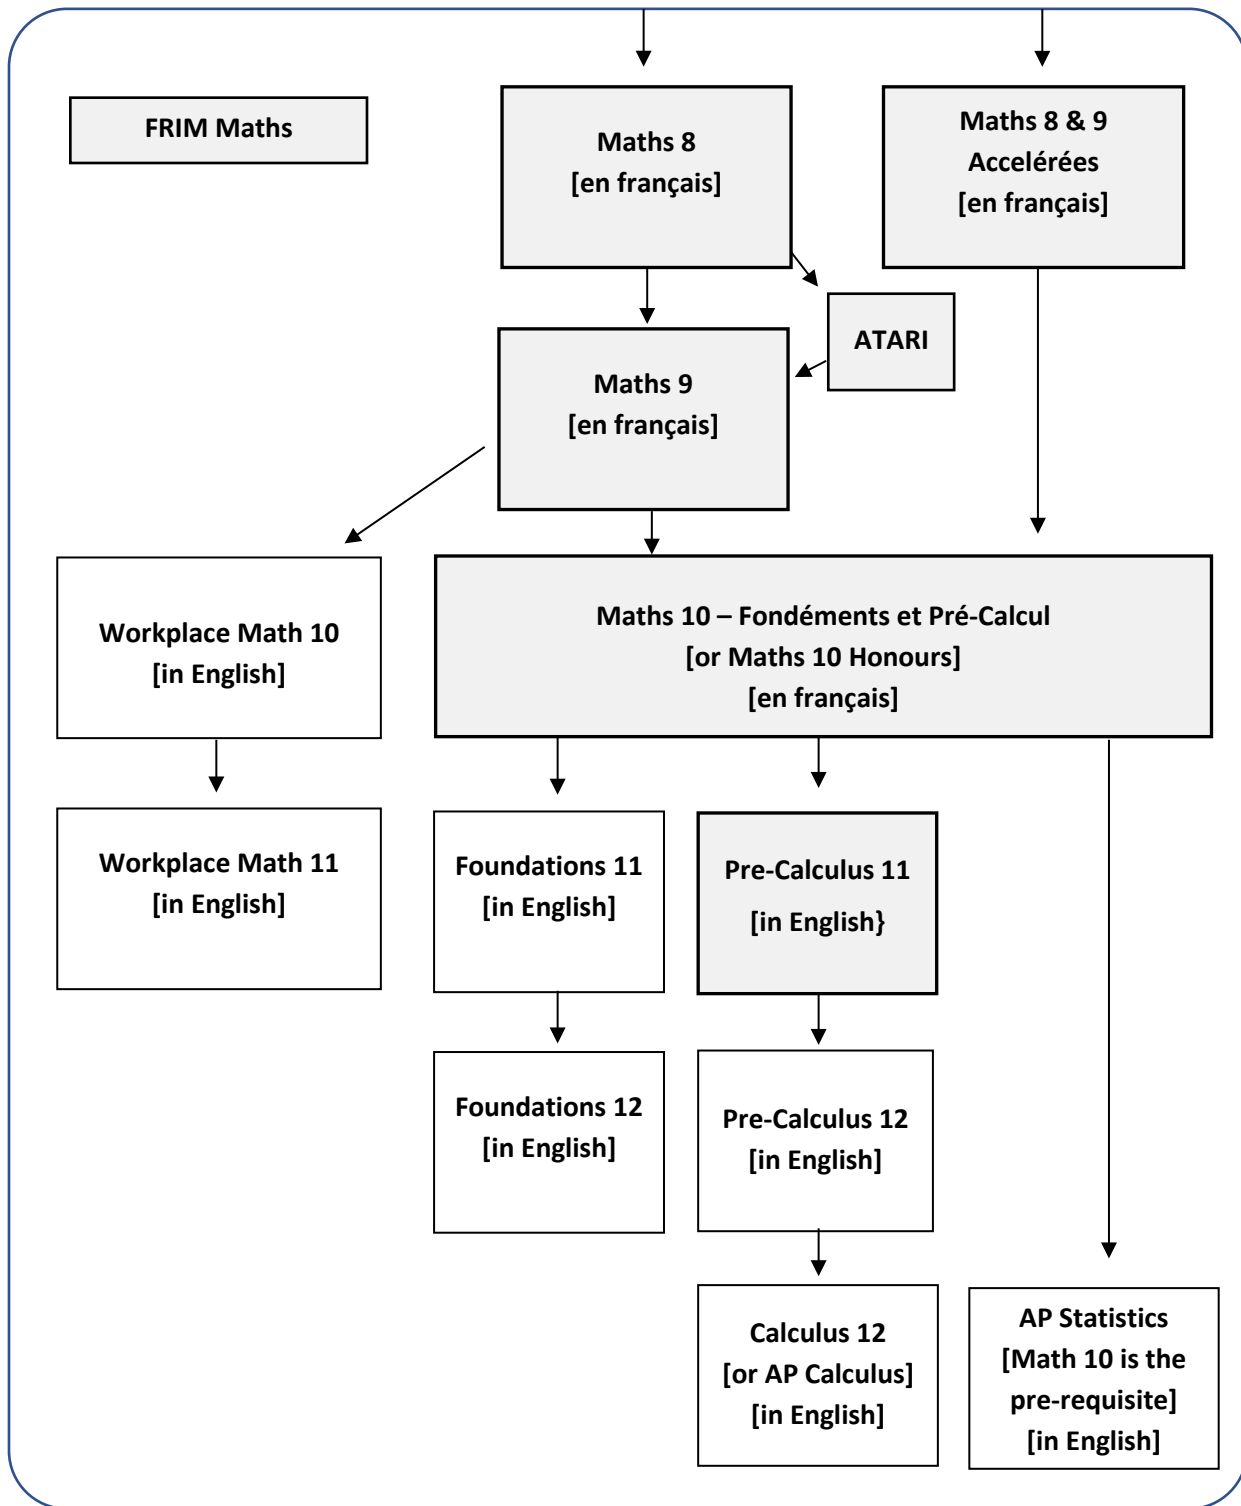 FRIM Maths
Maths 8
[en français]
Maths 8 & 9
Accelérées
[en français]
ATARI
Maths 9
[en français]
Workplace Math 10
[in English]
Maths 10 – Fondéments et Pré-Calcul
[or Maths 10 Honours]
[en français]
Workplace Math 11
[in English]
Foundations 11
[in English]
Pre-Calculus 11
[in English}
Foundations 12
[in English]
Pre-Calculus 12
[in English]
Calculus 12
[or AP Calculus]
[in English]
AP Statistics
[Math 10 is the
pre-requisite]
[in English]